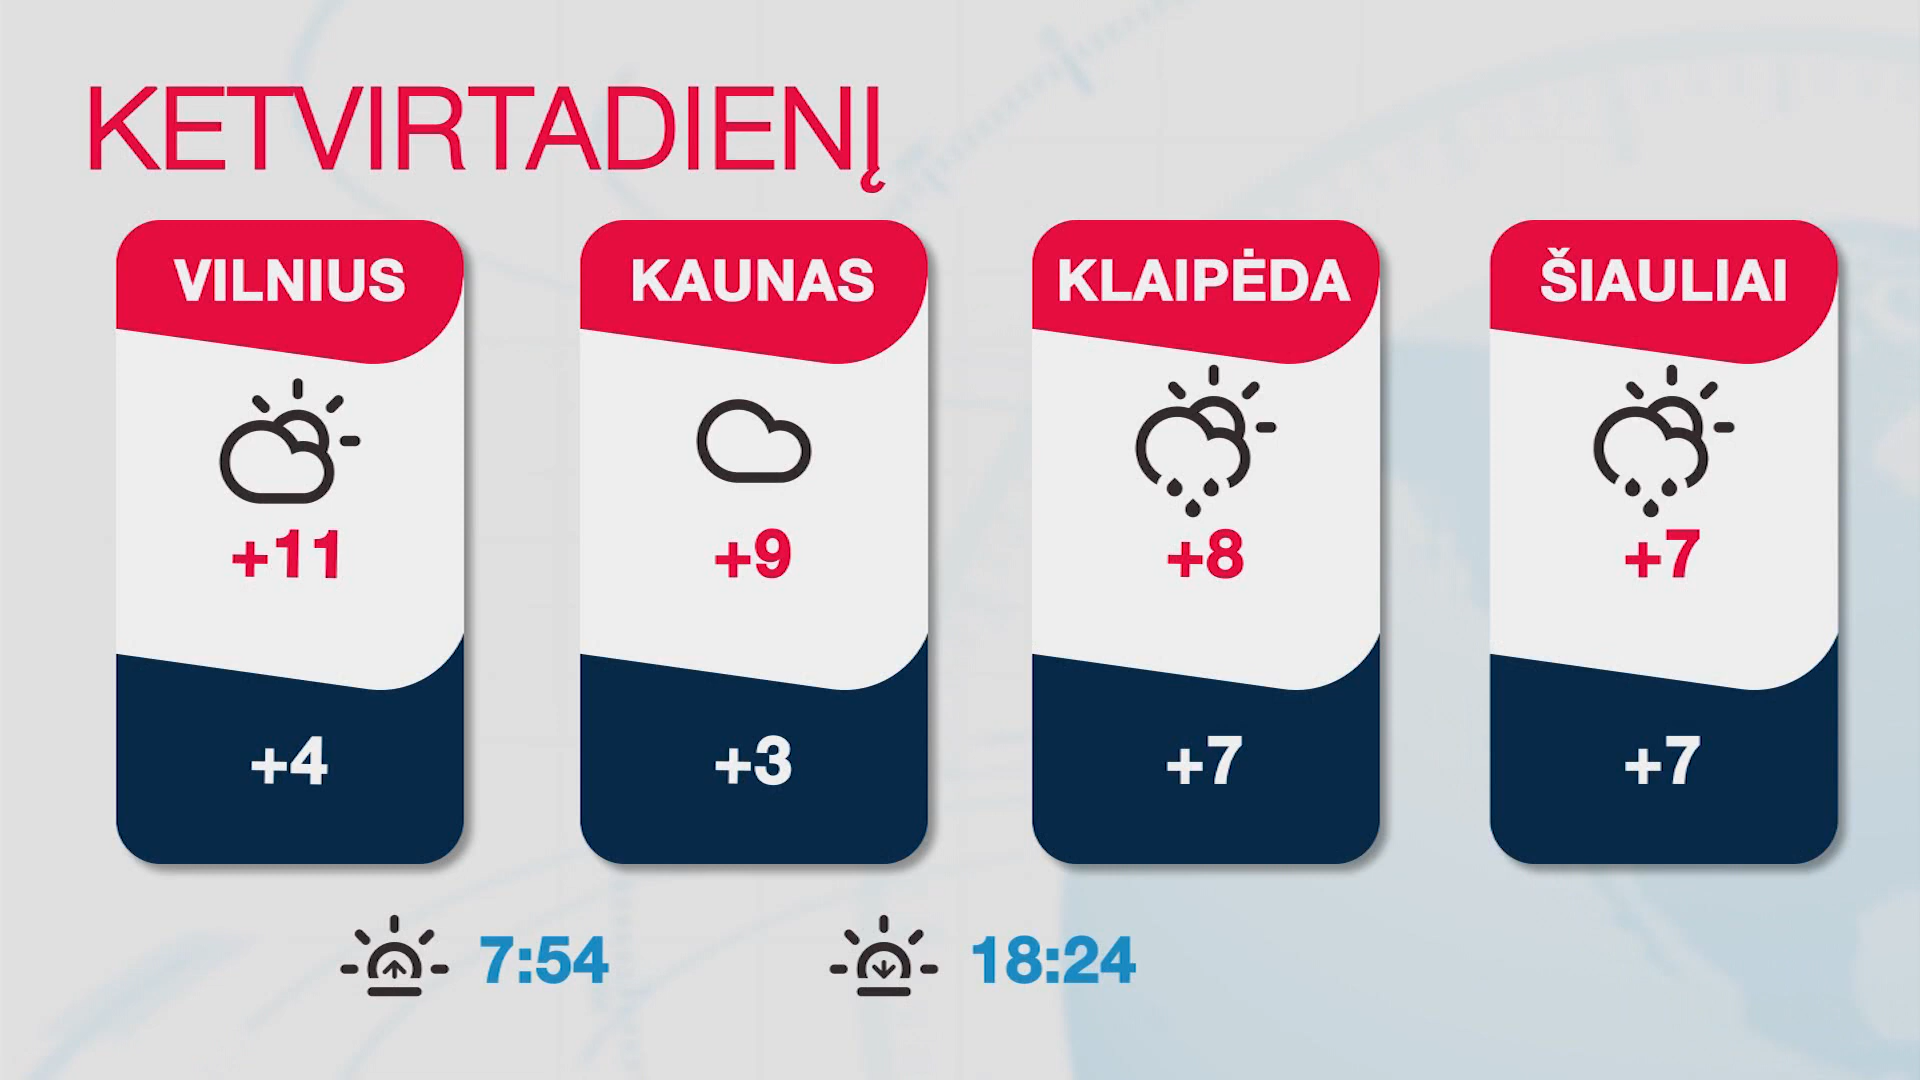 KETVIRTADIENĮ
VILNIUS
KAUNAS
KLAIPĖDA
ŠIAULIAI
+11
+9
+8
+7
+4
+3
+7
+7
7:54
18:24